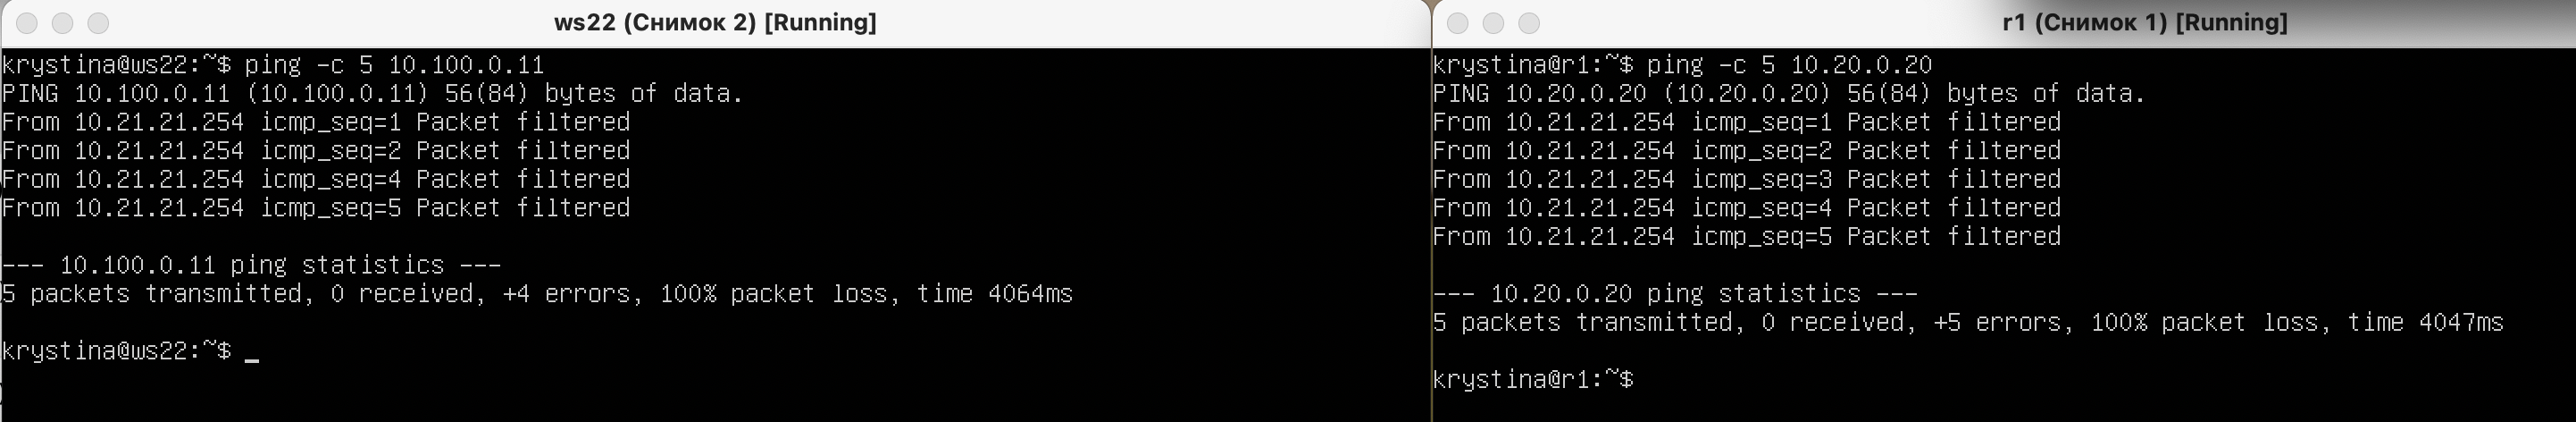 ws22 (Снимок 2) [Running]
krystina@ws22:~$ ping -c 5 10.100.0.11
PING 10.100.0.11 (10.100.0.11) 56(84) bytes of data.
From 10.21.21.254 icmp_seq=1 Packet filtered
From 10.21.21.254 icmp_seq=2 Packet filtered
From 10.21.21.254 icmp_seq=4 Packet filtered
From 10.21.21.254 icmp_seq=5 Packet filtered
--- 10.100.0.11 ping statistics ---
5 packets transmitted, 0 received, +4 errors, 100% packet loss, time 4064ms
krystina@ws22:~$ _
r1 (Снимок 1) [Running]
krystina@r1:~$ ping -c 5 10.20.0.20
PING 10.20.0.20 (10.20.0.20) 56(84) bytes of data.
From 10.21.21.254 icmp_seq=1 Packet filtered
From 10.21.21.254 icmp_seq=2 Packet filtered
From 10.21.21.254 icmp_seq=3 Packet filtered
From 10.21.21.254 icmp_seq=4 Packet filtered
From 10.21.21.254 icmp_seq=5 Packet filtered
--- 10.20.0.20 ping statistics ---
5 packets transmitted, 0 received, +5 errors, 100% packet loss, time 4047ms
krystina@r1:~$